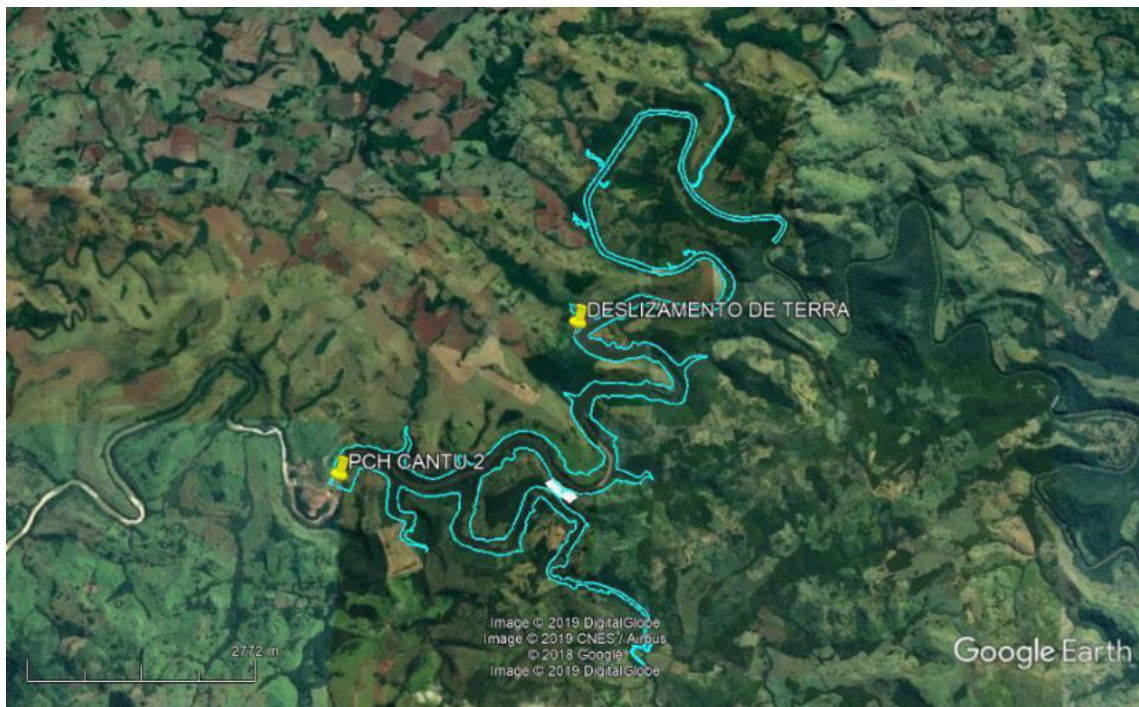 DESLIZAMENTO DE TERRA
PCH CANTU 2
Image © 2019 DigitalGlobe
Image © 2019 CNES / Airbus
© 2018 Google
Image © 2019 DigitalGlobe
2772 m
Google Earth